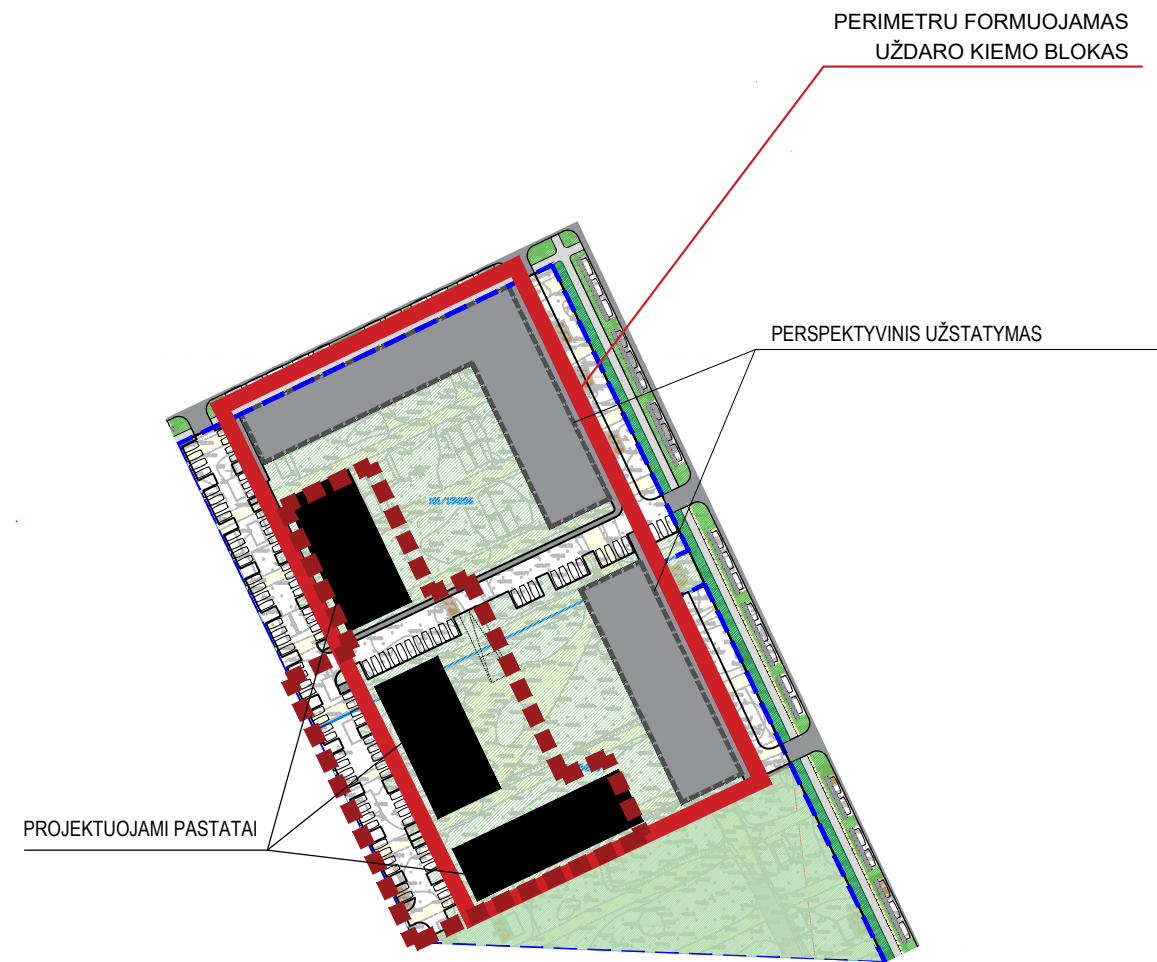 PERIMETRU FORMUOJAMAS
UŽDARO KIEMO BLOKAS
PERSPEKTYVINIS UŽSTATYMAS
PROJEKTUOJAMI PASTATAI